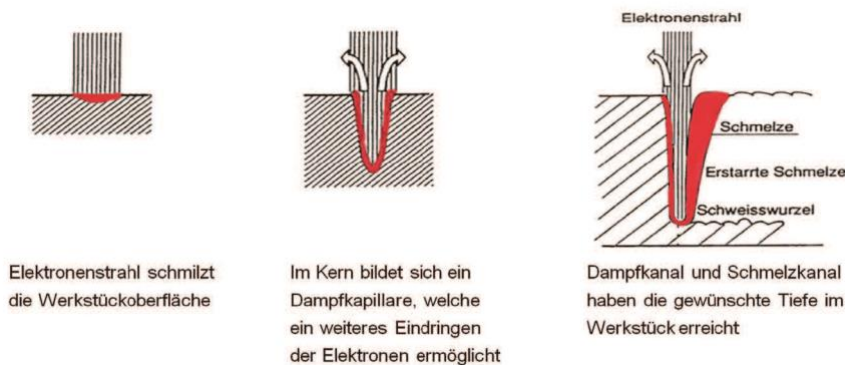 Elektronenstrahl
Schmelze
Erstarrte Schmelze
Schweisswurzel
Elektronenstrahl schmilzt
die Werkstückoberfläche
Im Kern bildet sich ein
Dampfkapillare, welche
ein weiteres Eindringen
der Elektronen ermöglicht
Dampfkanal und Schmelzkanal
haben die gewünschte Tiefe im
Werkstück erreicht